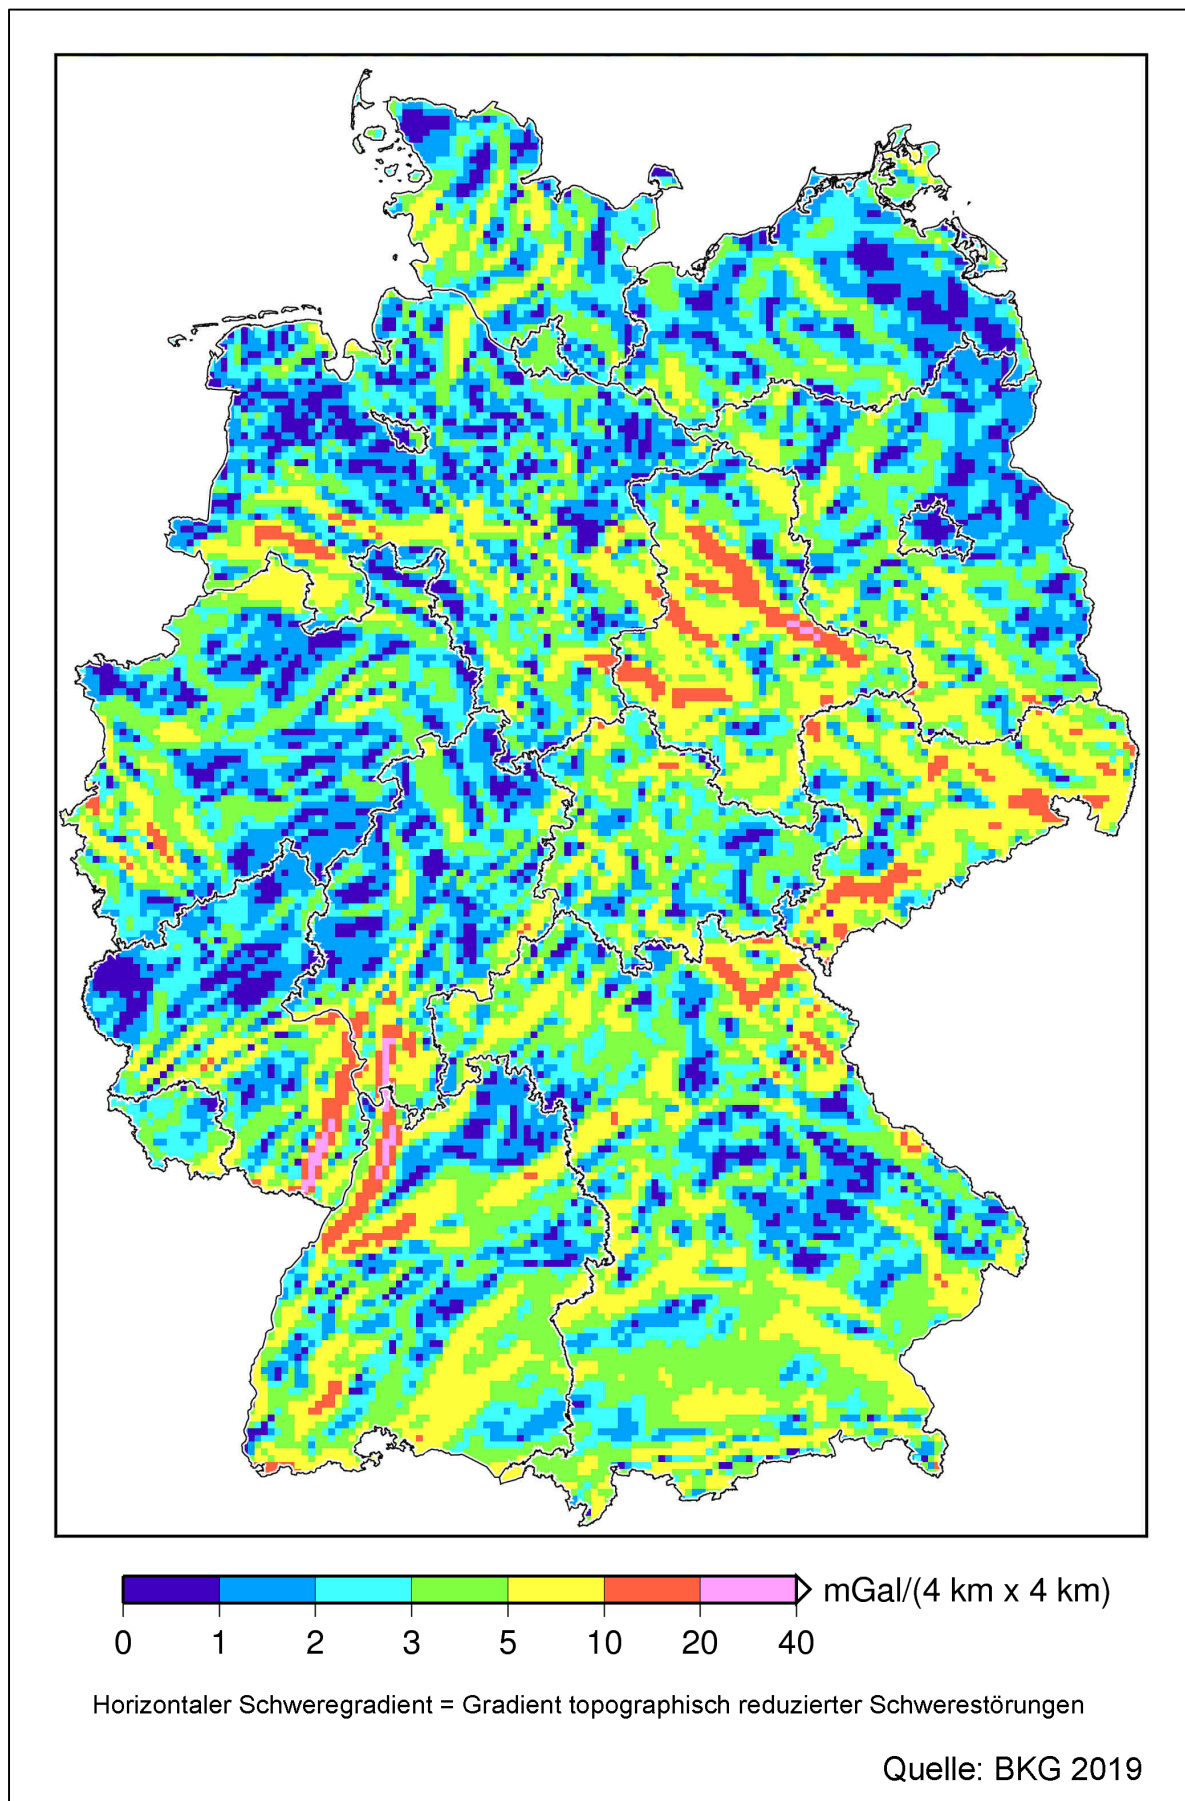 mGal/(4 km x 4 km)
0 1 2 3 5 10 20 40
Horizontaler Schweregradient = Gradient topographisch reduzierter Schwerestörungen
Quelle: BKG 2019